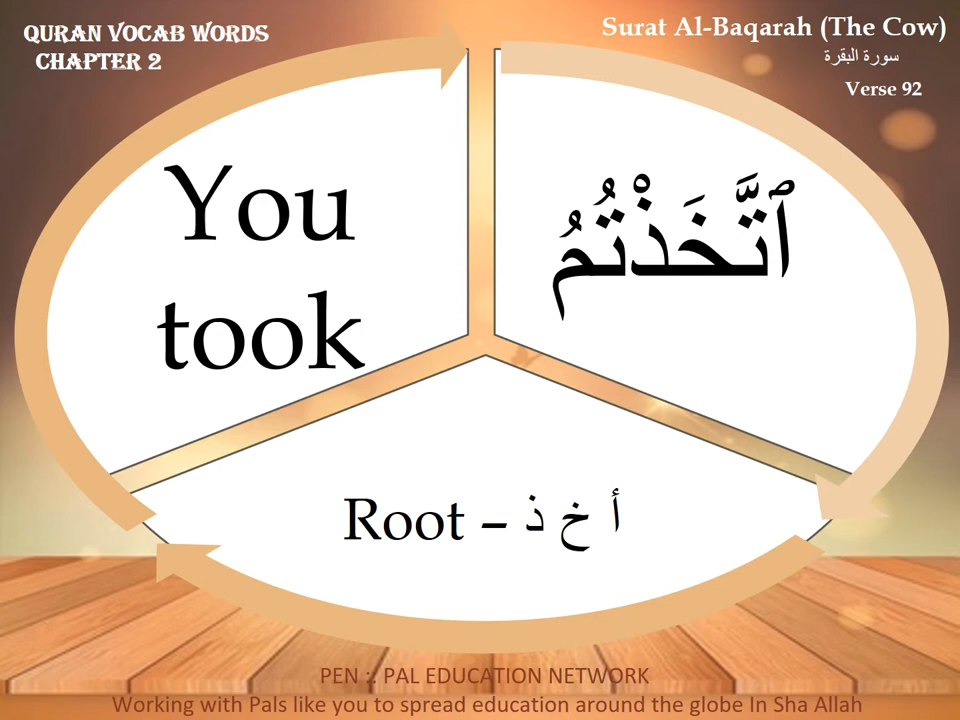 QURAN VOCAB WORDS
CHAPTER 2
Surat Al-Baqarah (The Cow)
سورة البقرة
Verse 92
You
took
ٱتَّخَذْتُمُ
Root – أ خ ذ
PEN :: PAL EDUCATION NETWORK
Working with Pals like you to spread education around the globe In Sha Allah